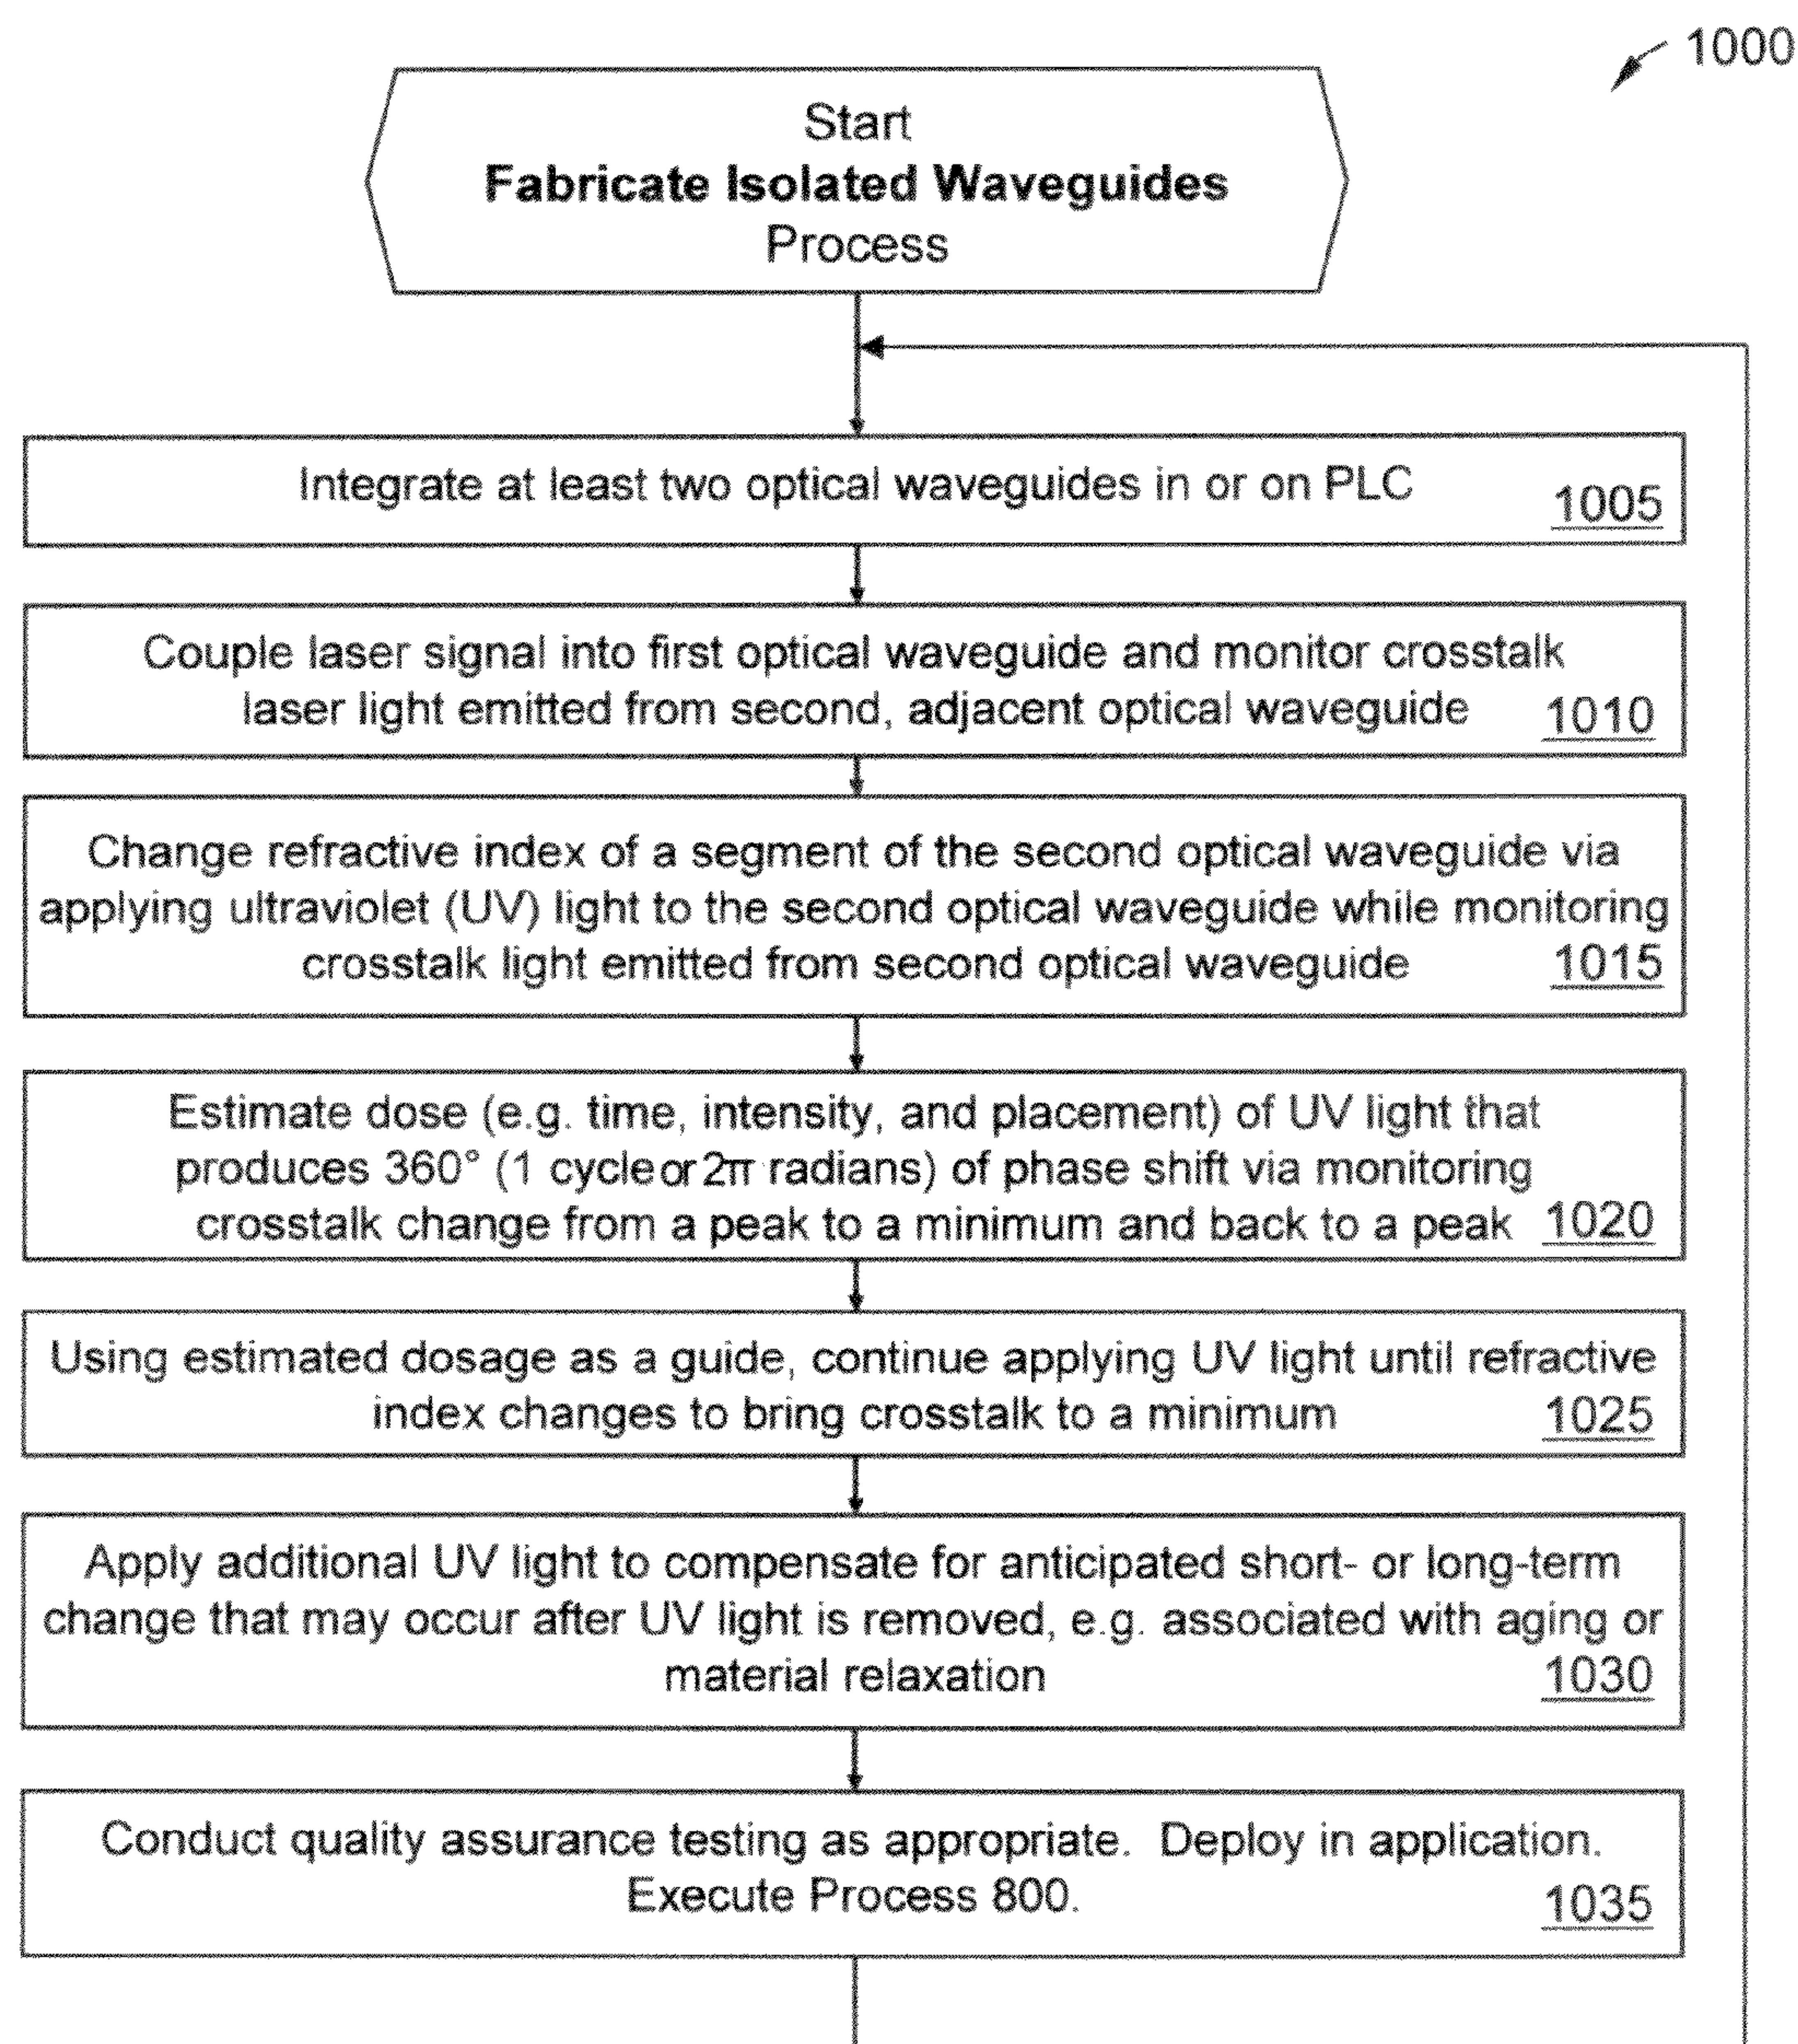 1000
Start
Fabricate Isolated Waveguides
Process
Integrate at least two optical waveguides in or on PLC
1005
Couple laser signal into first optical waveguide and monitor crosstalk
laser light emitted from second, adjacent optical waveguide
1010
Change refractive index of a segment of the second optical waveguide via
applying ultraviolet (UV) light to the second optical waveguide while monitoring
crosstalk light emitted from second optical waveguide
1015
Estimate dose (e.g. time, intensity, and placement) of UV light that
produces 360° (1 cycle or 2π radians) of phase shift via monitoring
crosstalk change from a peak to a minimum and back to a peak
1020
Using estimated dosage as a guide, continue applying UV light until refractive
index changes to bring crosstalk to a minimum
1025
Apply additional UV light to compensate for anticipated short- or long-term
change that may occur after UV light is removed, e.g. associated with aging or
material relaxation
1030
Conduct quality assurance testing as appropriate. Deploy in application.
Execute Process 800.
1035